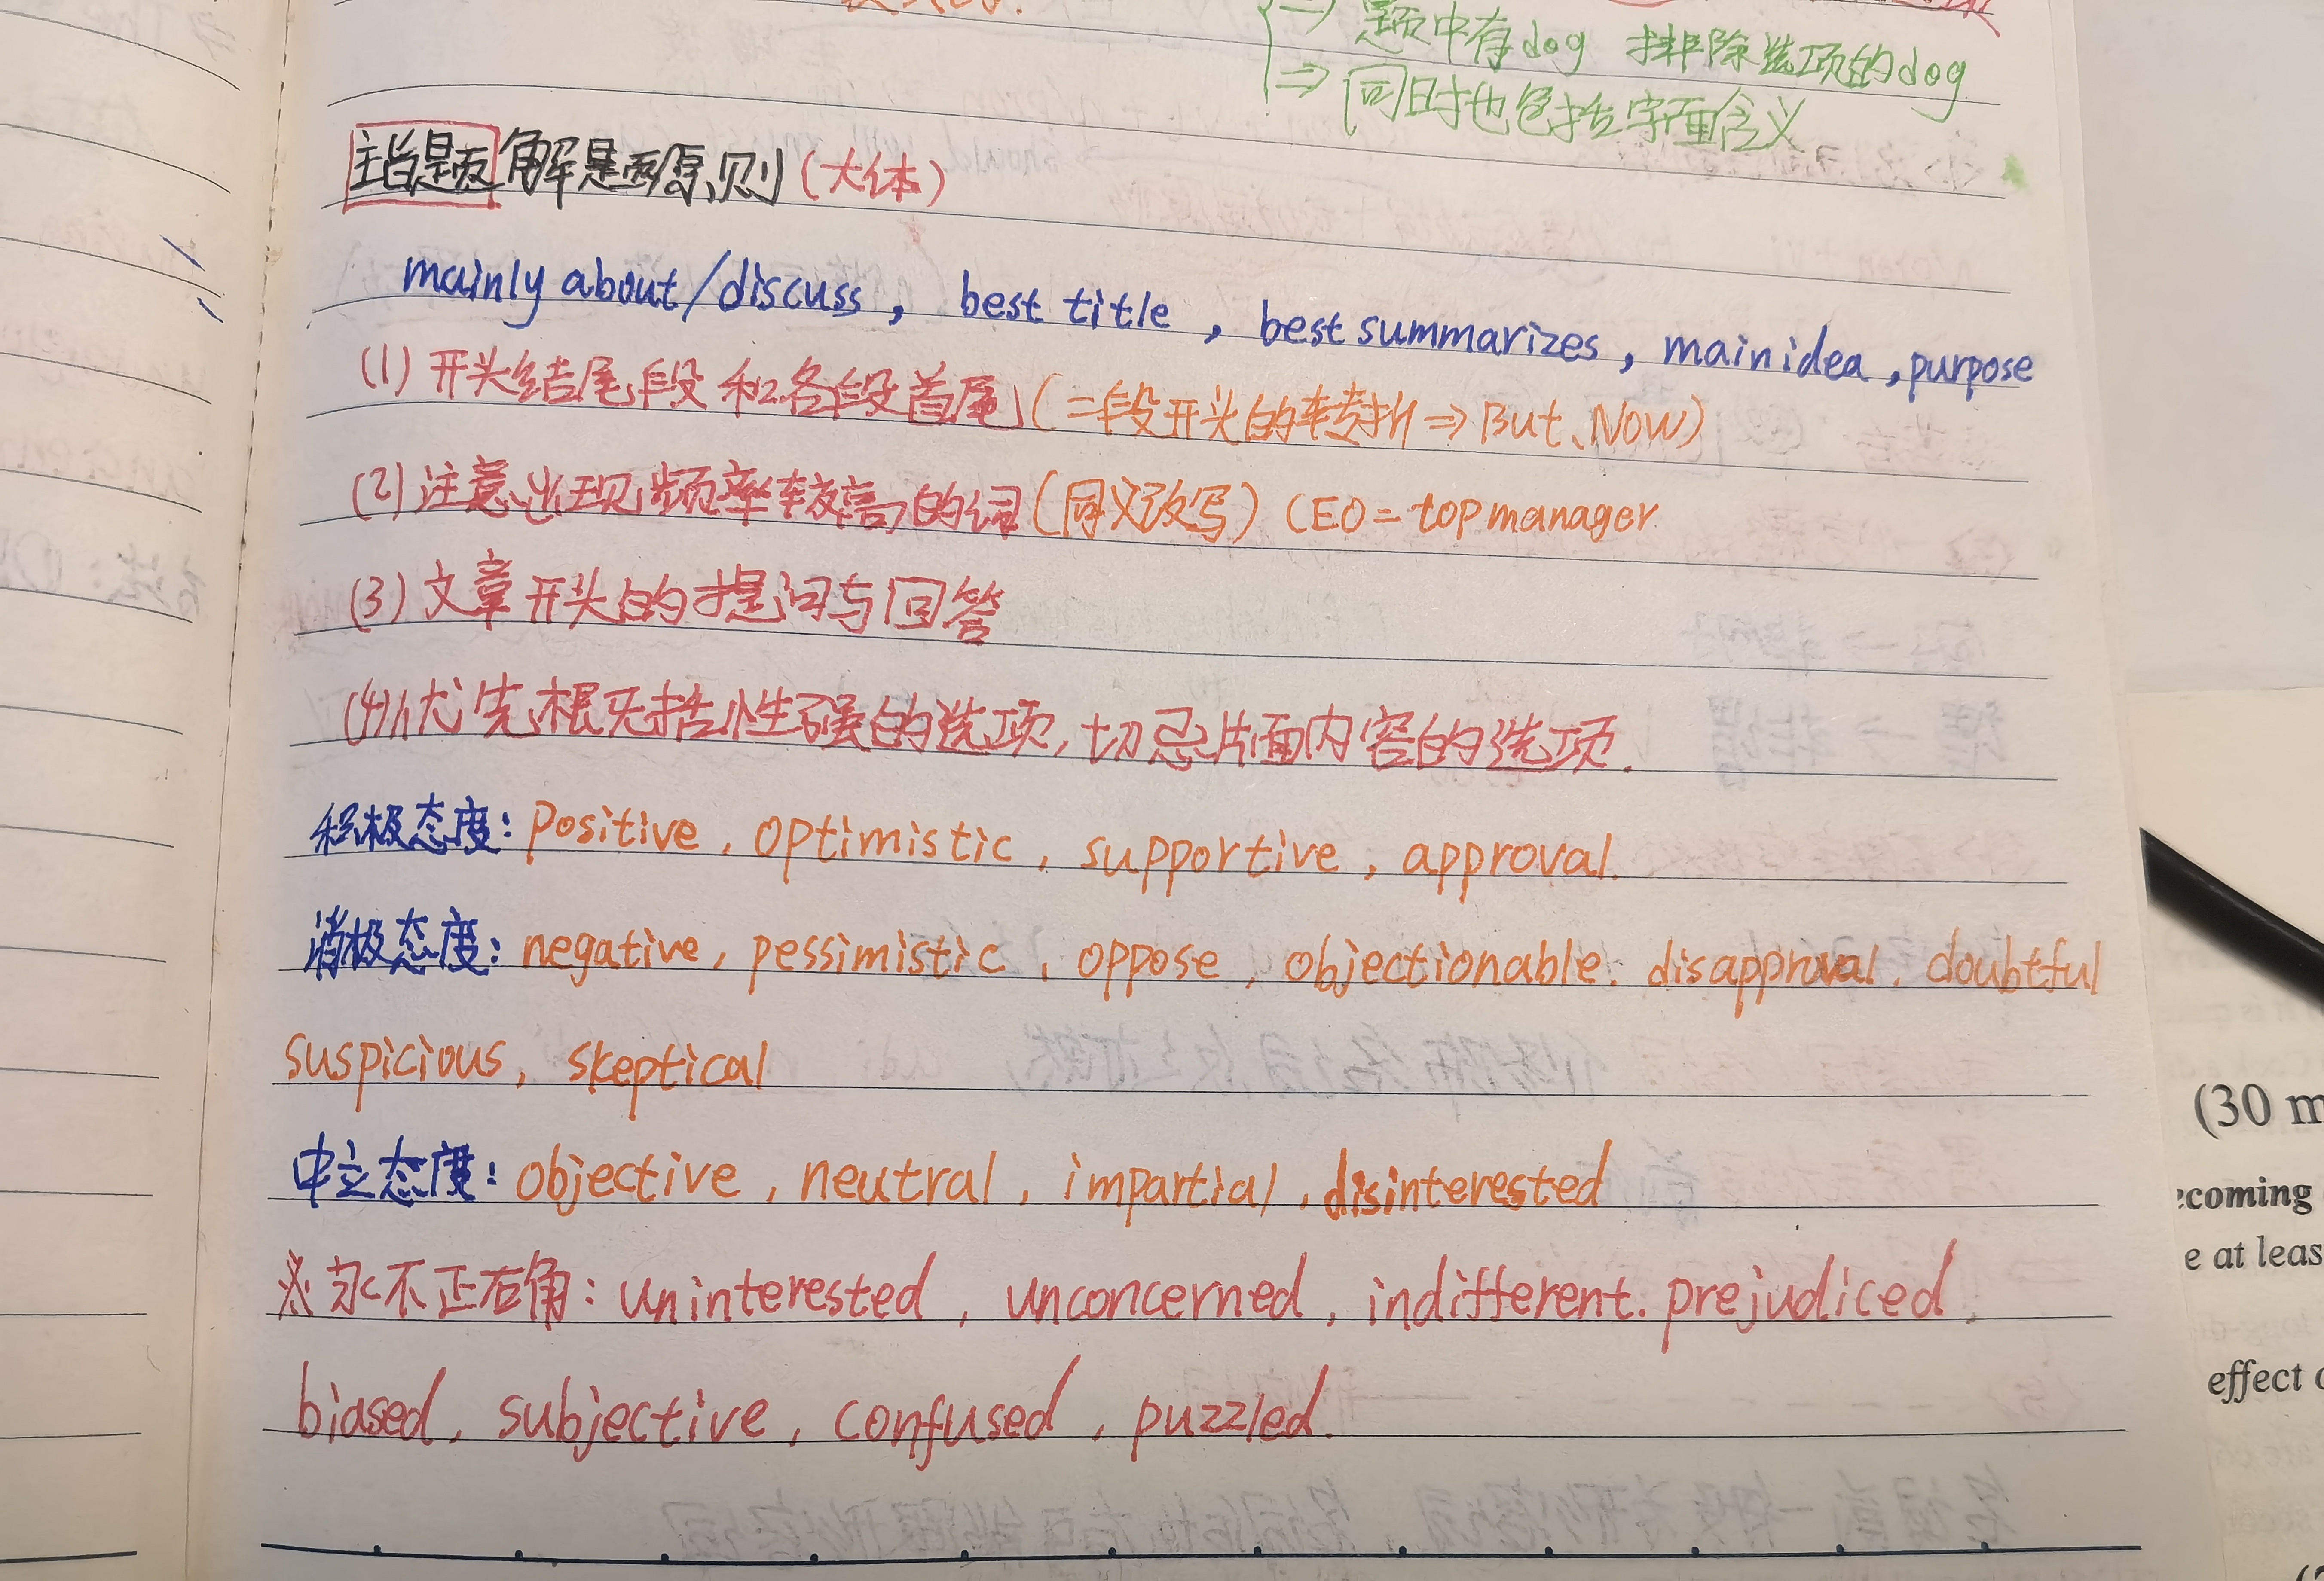 ⇒ 题中有dog 排除选项的dog
⇒ 同时也包括字面含义
主旨题解题原则(大体)
mainly about/discuss, best title, best summarizes, main idea, purpose
(1) 开头结尾段和各段首尾(二段开头的转折⇒But、Now)
(2) 注意出现频率较高的词(同义改写) CEO=top manager
(3) 文章开头的提问与回答
(4) 优先概括性强的选项,切忌片面内容的选项.
积极态度: positive, optimistic, supportive, approval.
消极态度: negative, pessimistic, oppose, objectionable. disapproval. doubtful
suspicious, skeptical
中立态度: objective, neutral, impartial, disinterested
※永不正确: uninterested, unconcerned, indifferent. prejudiced,
biased, subjective, confused, puzzled.
(30 m
coming
e at leas
effect